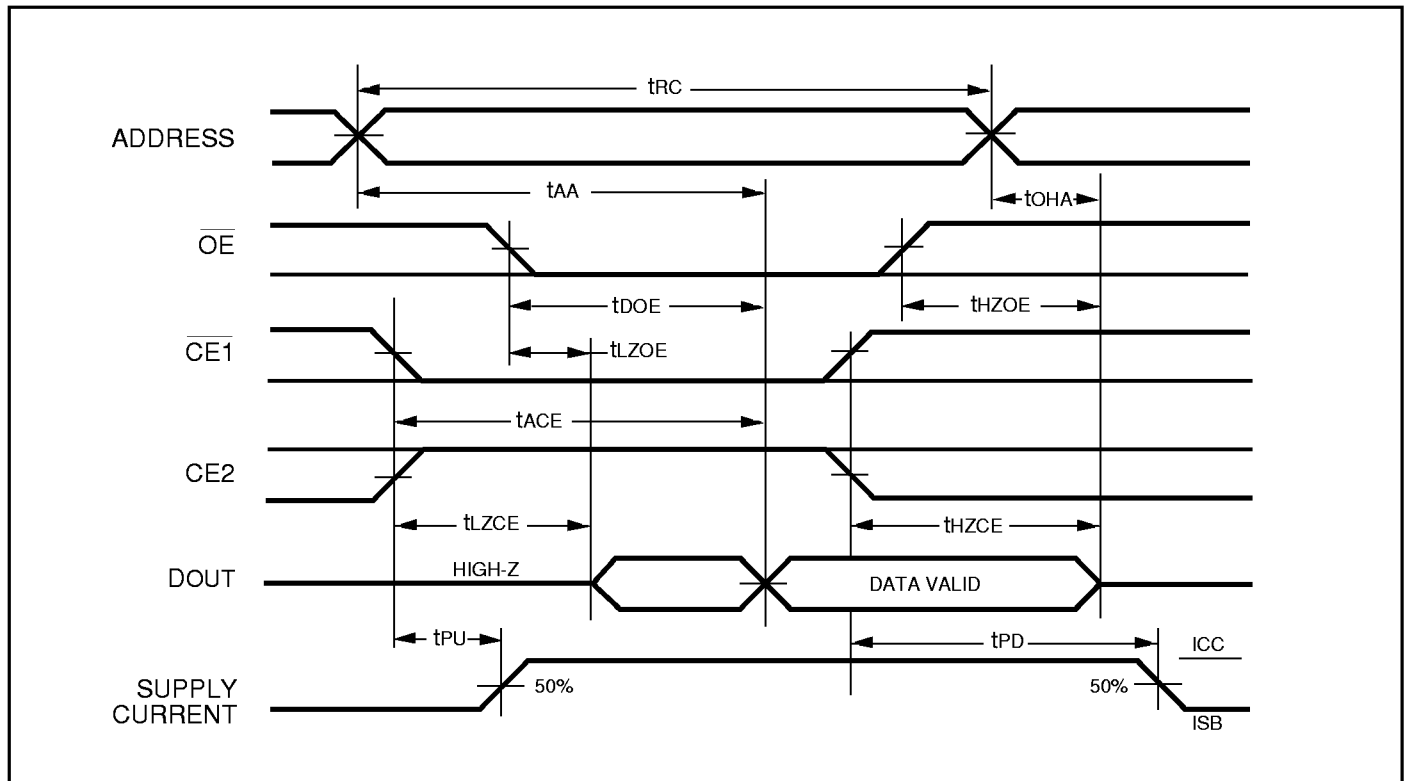 tRC
ADDRESS
tAA
tOHA
OE
tDOE
tHZOE
CE1
tLZOE
tACE
CE2
tLZCE
tHZCE
DOUT
HIGH-Z
DATA VALID
tPU
tPD
ICC
SUPPLY
CURRENT
50%
50%
ISB